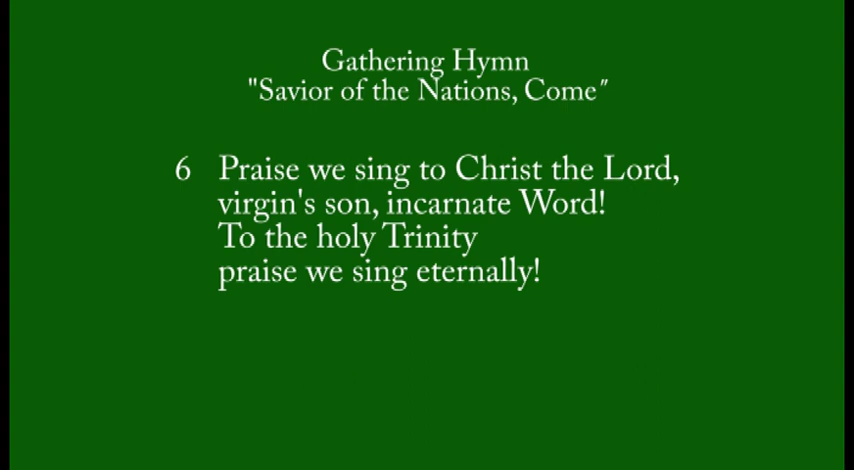 Gathering Hymn
"Savior of the Nations, Come"
6 Praise we sing to Christ the Lord,
virgin's son, incarnate Word!
To the holy Trinity
praise we sing eternally!